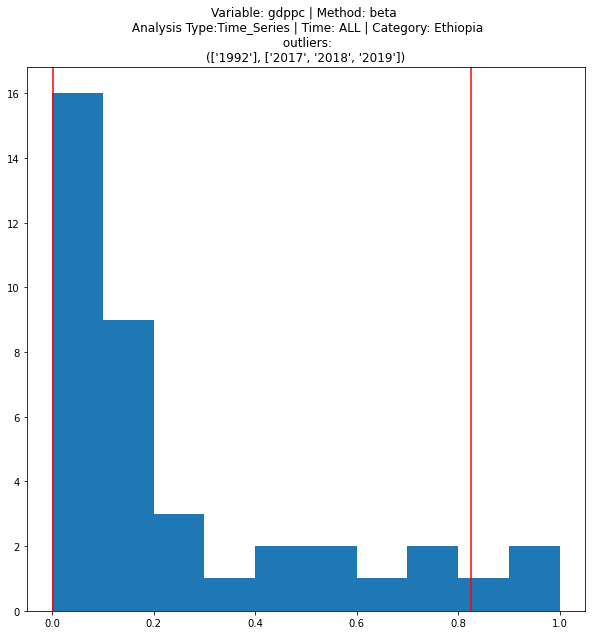 Variable: gdppc | Method: beta
Analysis Type:Time_Series | Time: ALL | Category: Ethiopia
outliers:
(['1992'], ['2017', '2018', '2019'])
16
14
12
10
8
6
4
2
0
0.0 0.2 0.4 0.6 0.8 1.0